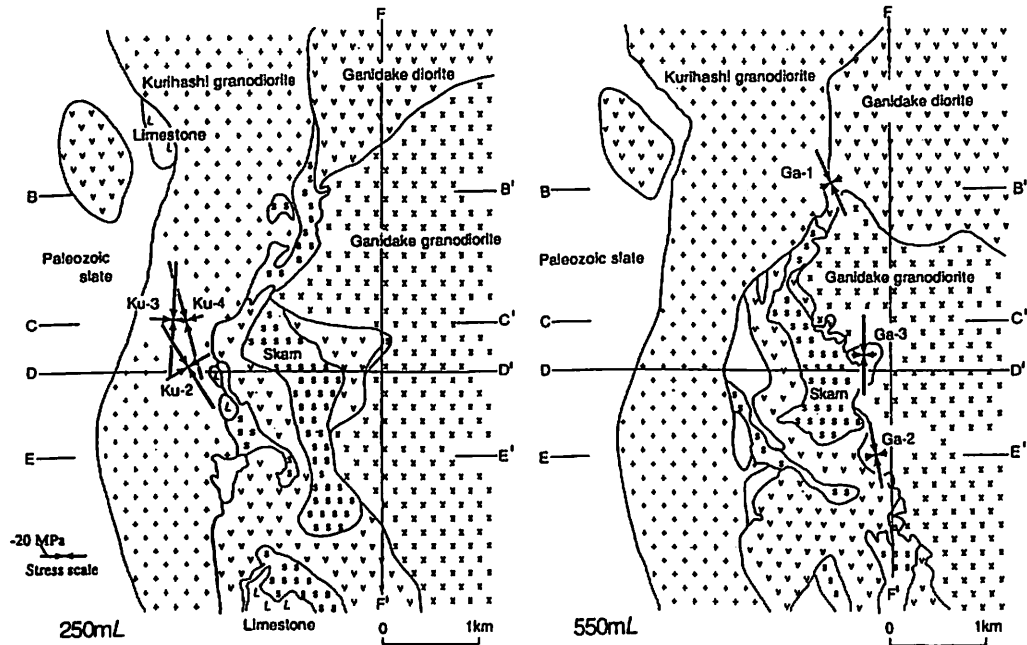 F
Kurihashi granodiorite
Ganidake diorite
L
Limestone
L
B
B'
Ganidake granodiorite
Paleozoic slate
Ku-3
Ku-4
C
C'
Skarn
D
D'
Ku-2
L
E
E'
-20 MPa
Stress scale
F'
L
L L
Limestone
250mL
0
1km
F
Kurihashi granodiorite
Ganidake diorite
Ga-1
B
B'
Paleozoic slate
Ganidake granodiorite
C
C'
Ga-3
D
D'
Skarn
Ga-2
E
E'
F'
550mL
0
1km